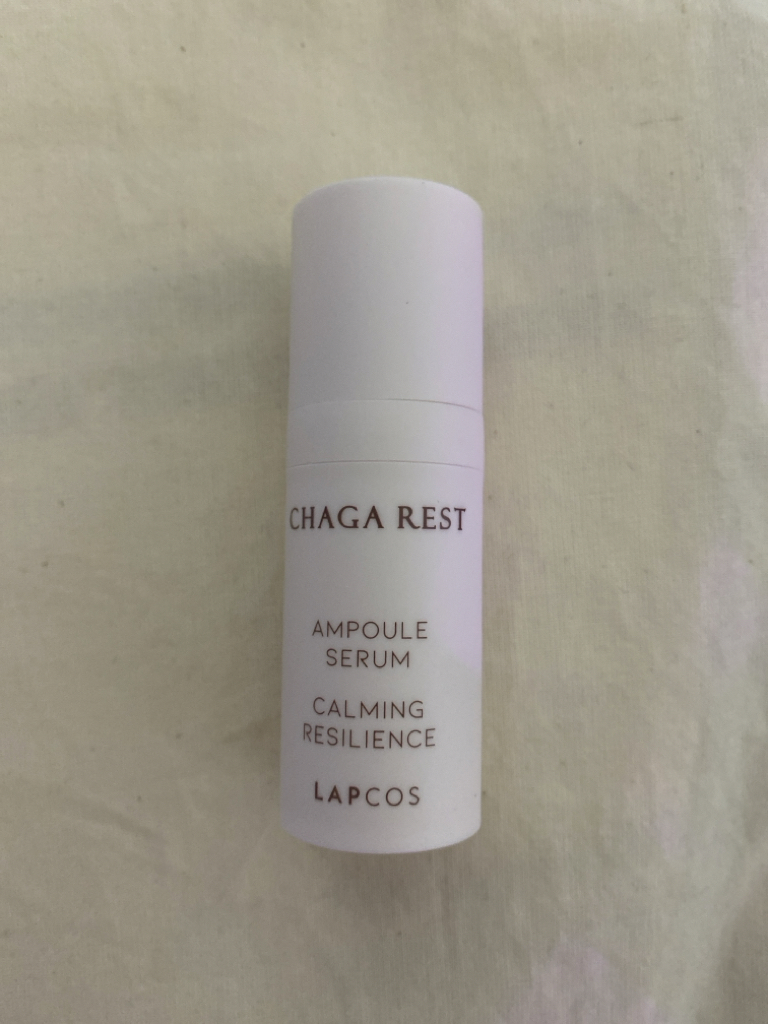 CHAGA REST
AMPOULE
SERUM
CALMING
RESILIENCE
LAPCOS